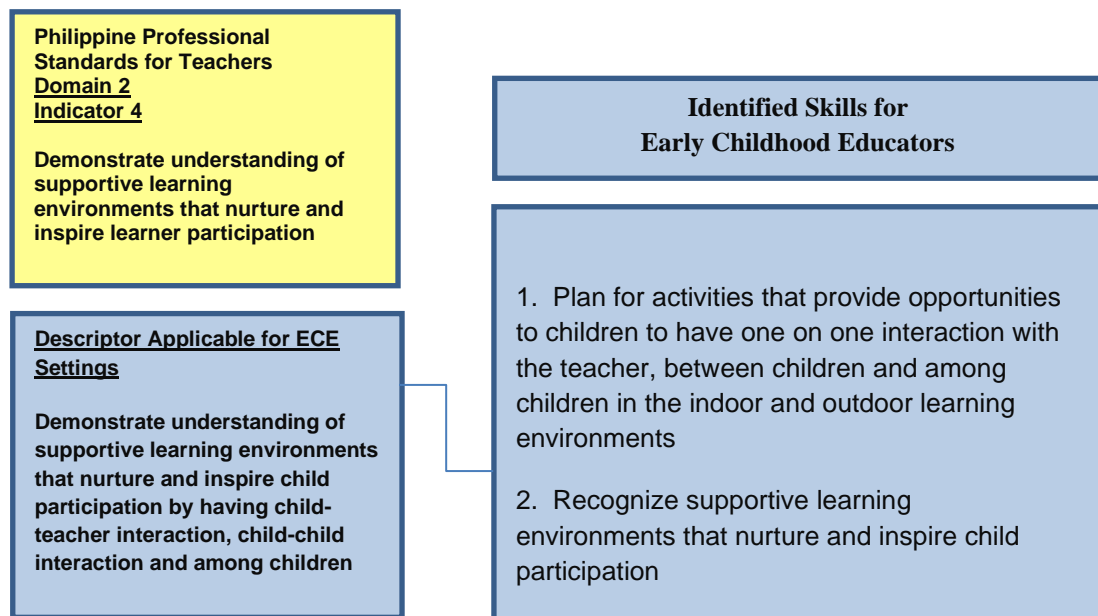 Philippine Professional
Standards for Teachers
Domain 2
Indicator 4
Demonstrate understanding of
supportive learning
environments that nurture and
inspire learner participation
Descriptor Applicable for ECE
Settings
Demonstrate understanding of
supportive learning environments
that nurture and inspire child
participation by having child-
teacher interaction, child-child
interaction and among children
Identified Skills for
Early Childhood Educators
1. Plan for activities that provide opportunities
to children to have one on one interaction with
the teacher, between children and among
children in the indoor and outdoor learning
environments
2. Recognize supportive learning
environments that nurture and inspire child
participation